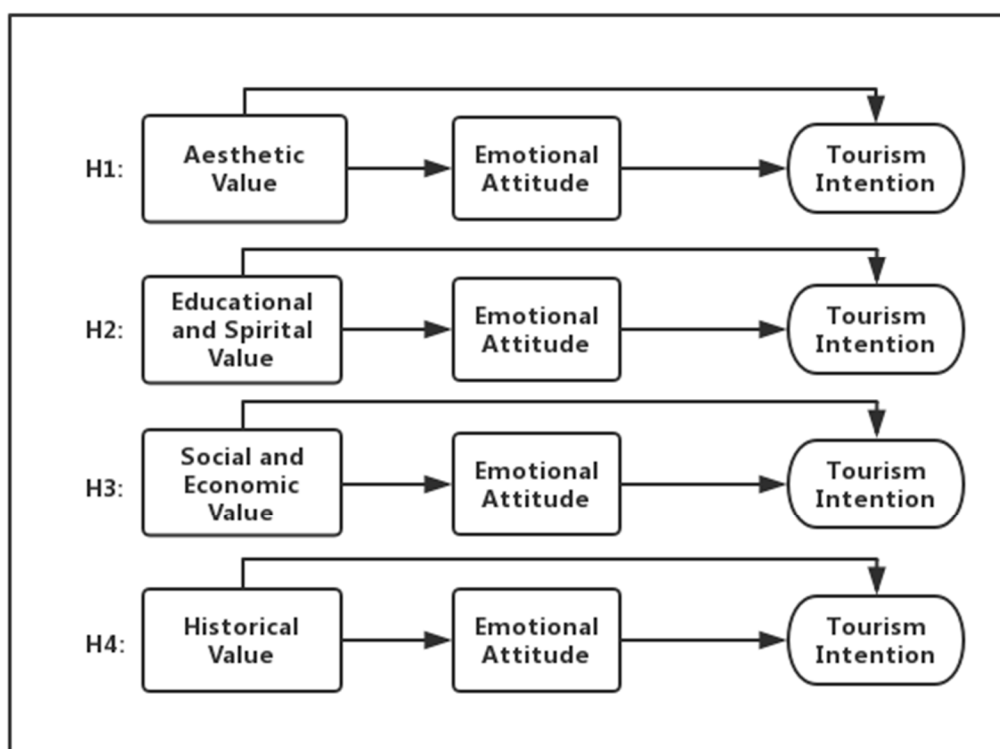 H1:
Aesthetic
Value
Emotional
Attitude
Tourism
Intention
H2:
Educational
and Spirital
Value
Emotional
Attitude
Tourism
Intention
H3:
Social and
Economic
Value
Emotional
Attitude
Tourism
Intention
H4:
Historical
Value
Emotional
Attitude
Tourism
Intention